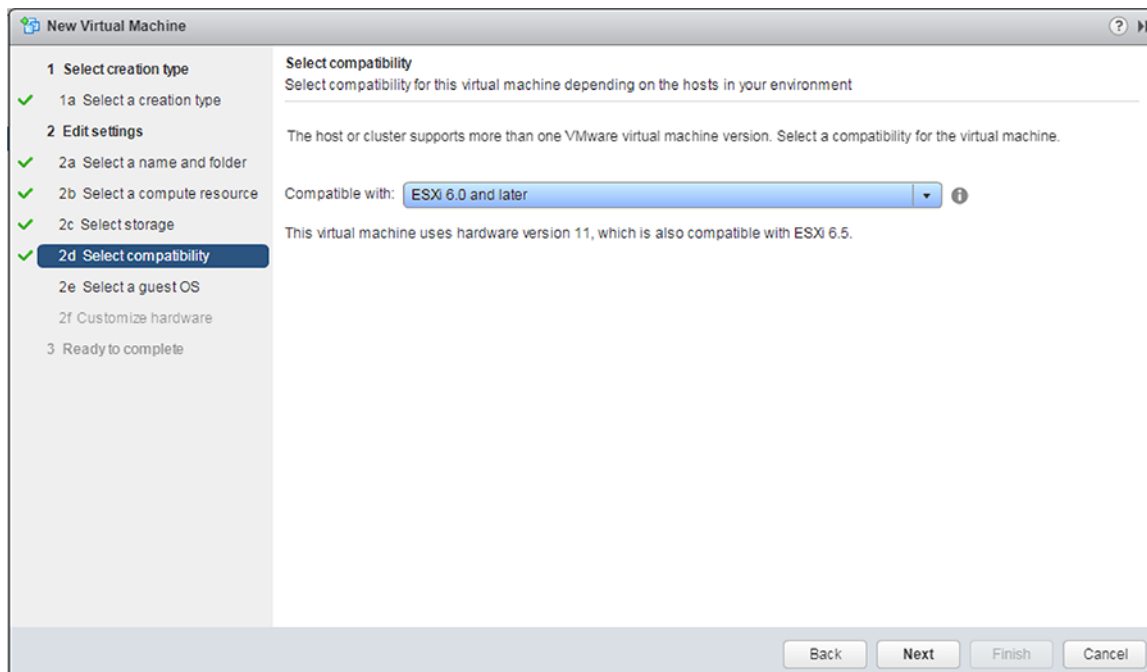 New Virtual Machine
1 Select creation type
1a Select a creation type
2 Edit settings
2a Select a name and folder
2b Select a compute resource
2c Select storage
2d Select compatibility
2e Select a guest OS
2f Customize hardware
3 Ready to complete
Select compatibility
Select compatibility for this virtual machine depending on the hosts in your environment
The host or cluster supports more than one VMware virtual machine version. Select a compatibility for the virtual machine.
Compatible with: ESXi 6.0 and later
This virtual machine uses hardware version 11, which is also compatible with ESXi 6.5.
Back Next Finish Cancel